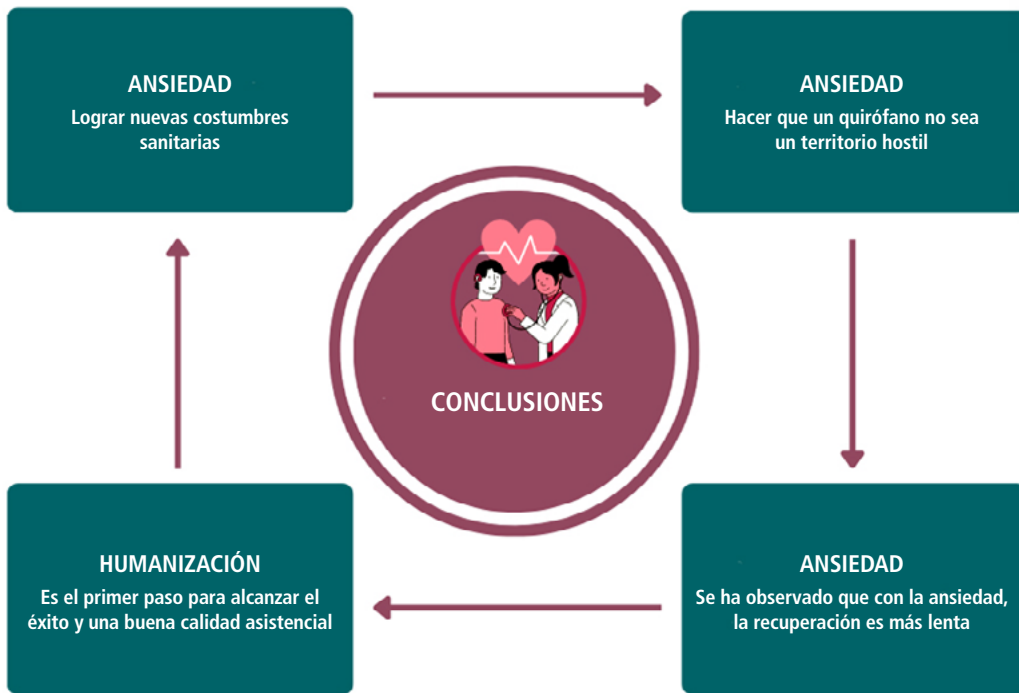 ANSIEDAD
Lograr nuevas costumbres
sanitarias
ANSIEDAD
Hacer que un quirófano no sea
un territorio hostil
CONCLUSIONES
HUMANIZACIÓN
Es el primer paso para alcanzar el
éxito y una buena calidad asistencial
ANSIEDAD
Se ha observado que con la ansiedad,
la recuperación es más lenta